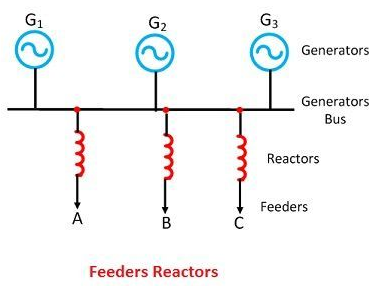 G1 G2 G3
Generators
Generators
Bus
Reactors
Feeders
A B C
Feeders Reactors